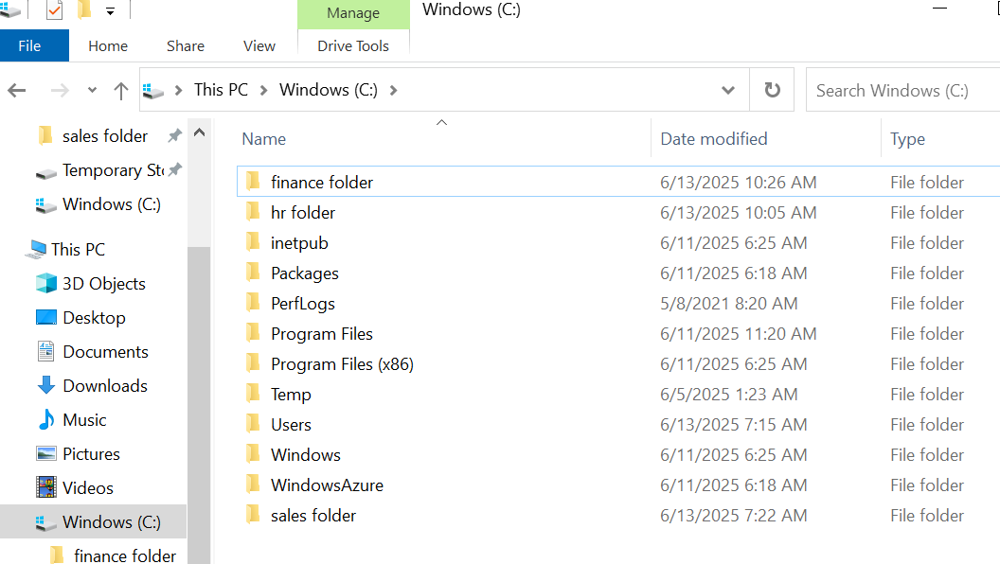 Manage
Windows (C:)
File
Home
Share
View
Drive Tools
This PC
Windows (C:)
Search Windows (C:)
sales folder
Temporary Sto
Windows (C:)
This PC
3D Objects
Desktop
Documents
Downloads
Music
Pictures
Videos
Windows (C:)
finance folder
Name Date modified Type
finance folder 6/13/2025 10:26 AM File folder
hr folder 6/13/2025 10:05 AM File folder
inetpub 6/11/2025 6:25 AM File folder
Packages 6/11/2025 6:18 AM File folder
PerfLogs 5/8/2021 8:20 AM File folder
Program Files 6/11/2025 11:20 AM File folder
Program Files (x86) 6/11/2025 6:25 AM File folder
Temp 6/5/2025 1:23 AM File folder
Users 6/13/2025 7:15 AM File folder
Windows 6/11/2025 6:25 AM File folder
WindowsAzure 6/11/2025 6:18 AM File folder
sales folder 6/13/2025 7:22 AM File folder